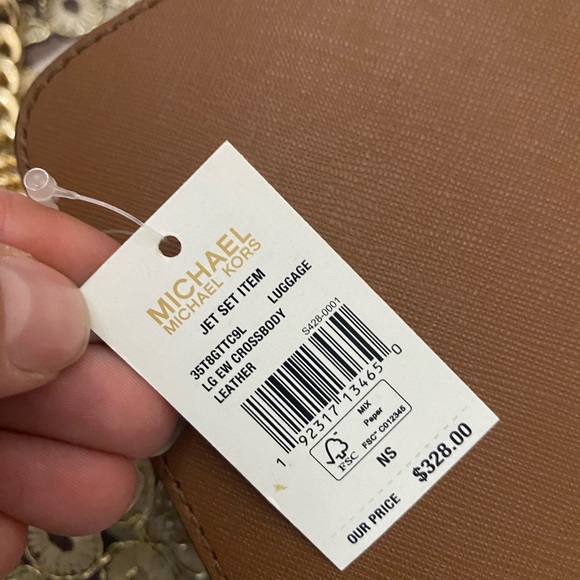 MICHAEL
MICHAEL KORS
JET SET ITEM
35T8GTTC9L LUGGAGE
LG EW CROSSBODY
LEATHER
S428-0001
1 92317 13465 0
FSC
MIX
Paper
FSC® C012345
NS
OUR PRICE $328.00